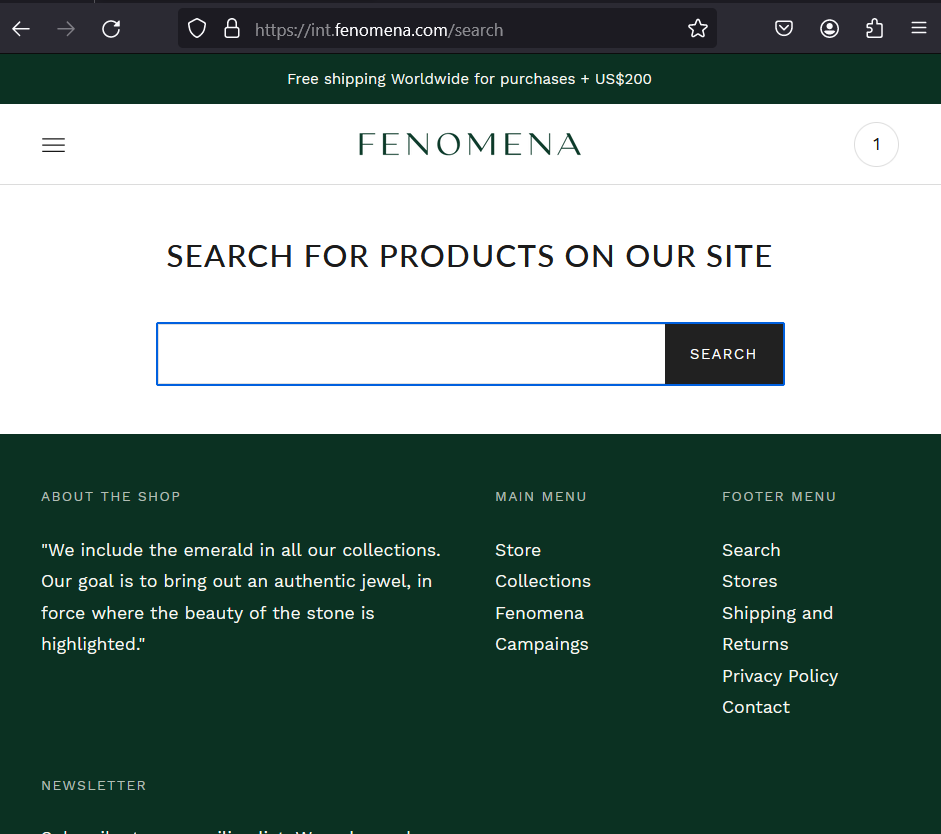 https://int.fenomena.com/search
Free shipping Worldwide for purchases + US$200
FENOMENA
1
SEARCH FOR PRODUCTS ON OUR SITE
SEARCH
ABOUT THE SHOP
"We include the emerald in all our collections.
Our goal is to bring out an authentic jewel, in
force where the beauty of the stone is
highlighted."
MAIN MENU
Store
Collections
Fenomena
Campaings
FOOTER MENU
Search
Stores
Shipping and
Returns
Privacy Policy
Contact
NEWSLETTER